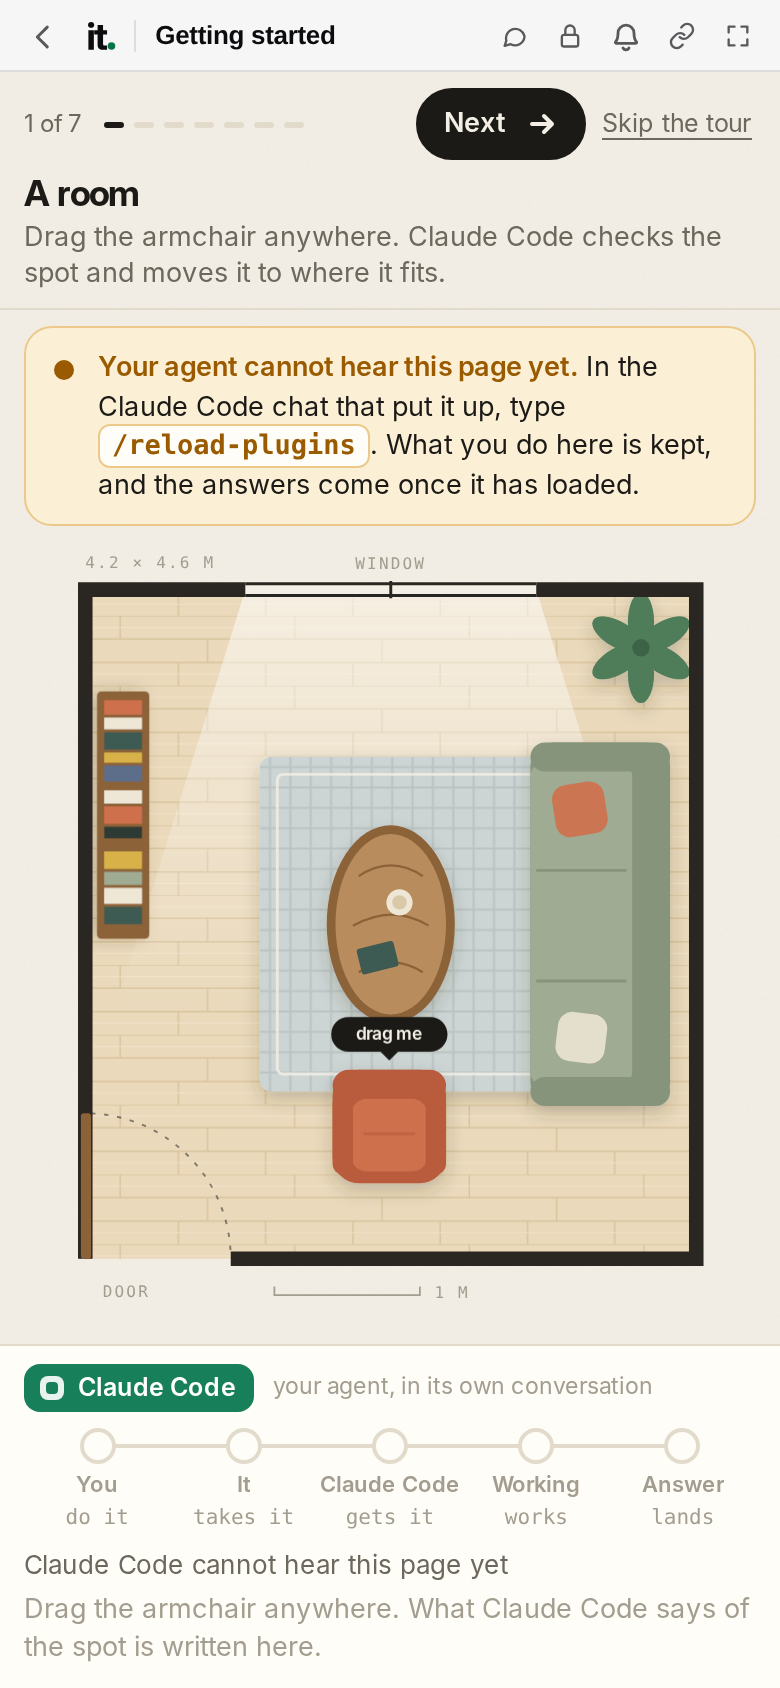 it.
Getting started
1 of 7
Next
Skip the tour
A room
Drag the armchair anywhere. Claude Code checks the
spot and moves it to where it fits.
Your agent cannot hear this page yet. In the
Claude Code chat that put it up, type
/reload-plugins. What you do here is kept,
and the answers come once it has loaded.
4.2 × 4.6 M
WINDOW
drag me
DOOR
1 M
Claude Code
your agent, in its own conversation
You It Claude Code Working Answer
do it takes it gets it works lands
Claude Code cannot hear this page yet
Drag the armchair anywhere. What Claude Code says of
the spot is written here.